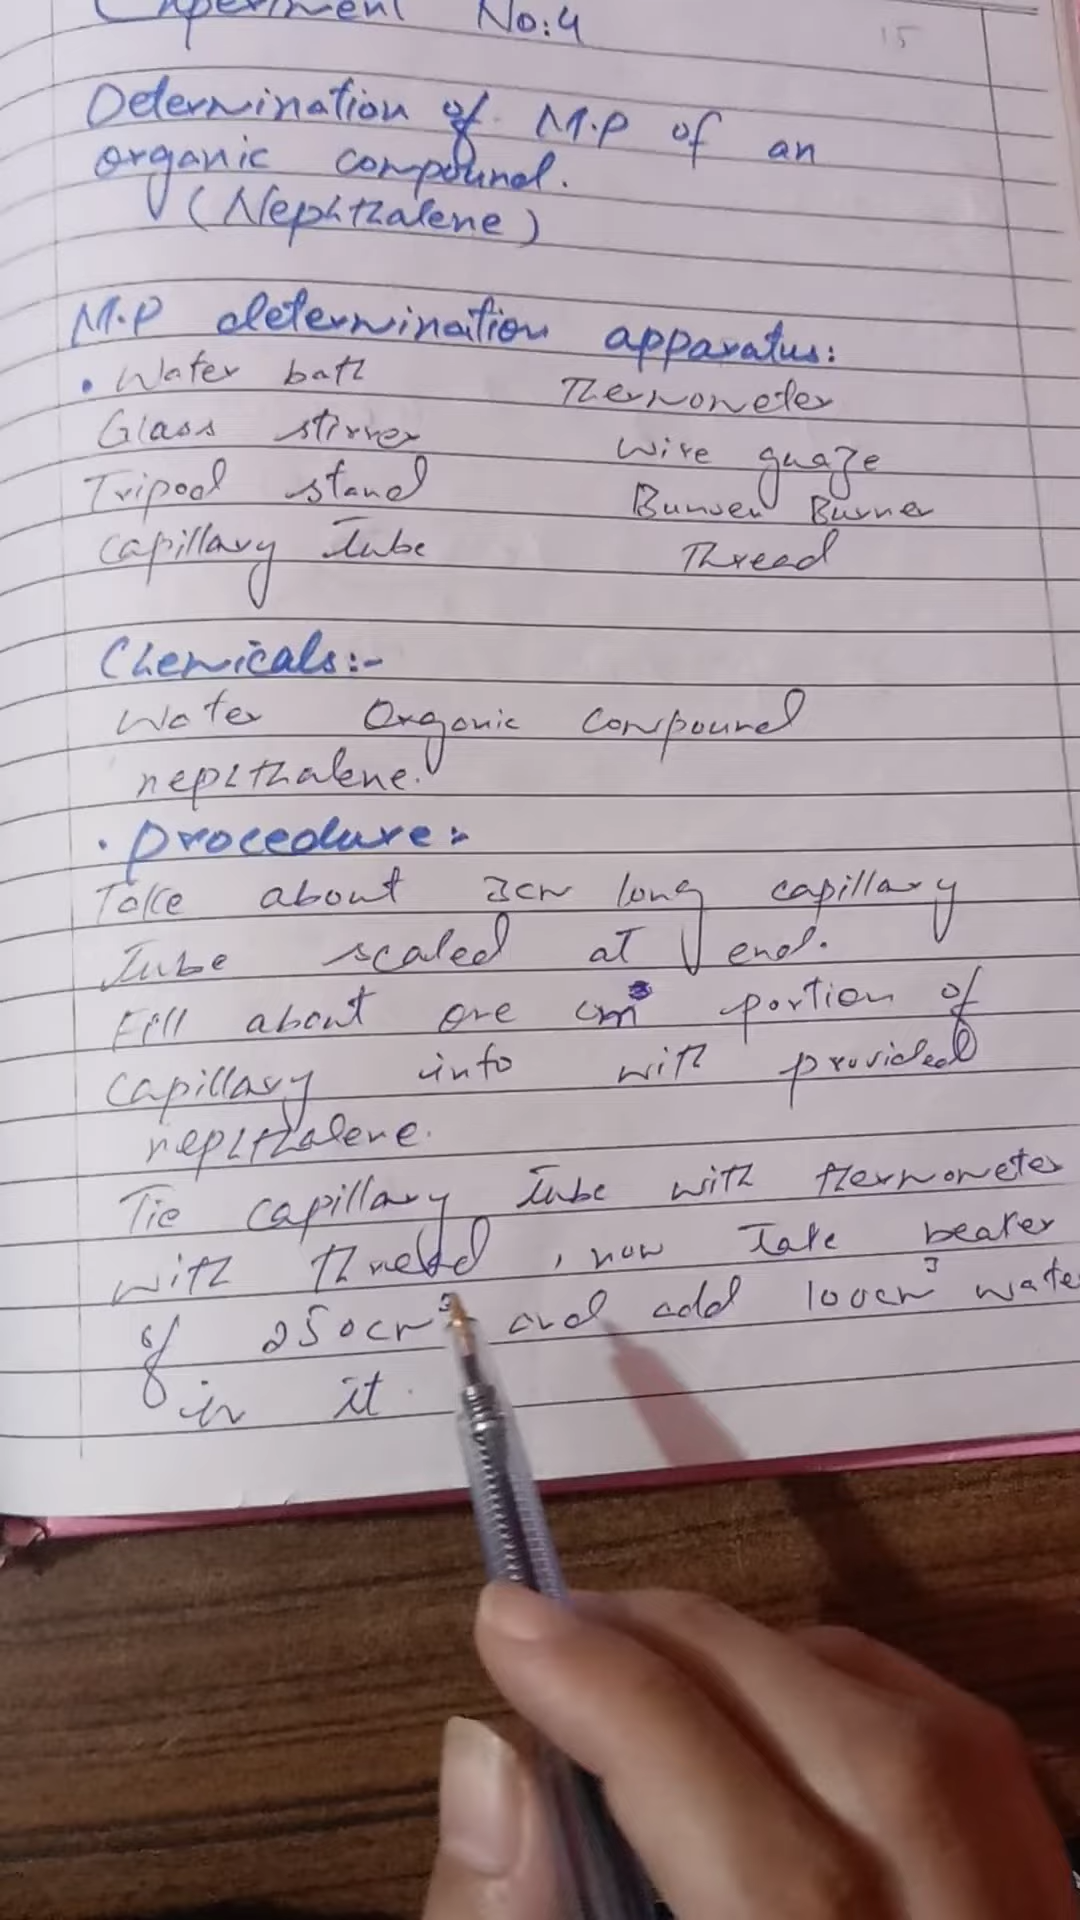 Experiment No:4
15
Determination of M.P of an
organic compound.
(Nephthalene)
M.P determination apparatus:
• Water bath Thermometer
Glass stirrer Wire guaze
Tripod stand Bunsen Burner
Capillary Tube Thread
Chemicals:-
Water Organic compound
nephthalene.
• Procedure:-
Take about 3cm long capillary
Tube sealed at end.
Fill about one cm³ portion of
capillary into with provided
nephthalene.
Tie capillary tube with thermometer
with thread , now Take beaker
of 250cm³ and add 100cm³ water
in it.